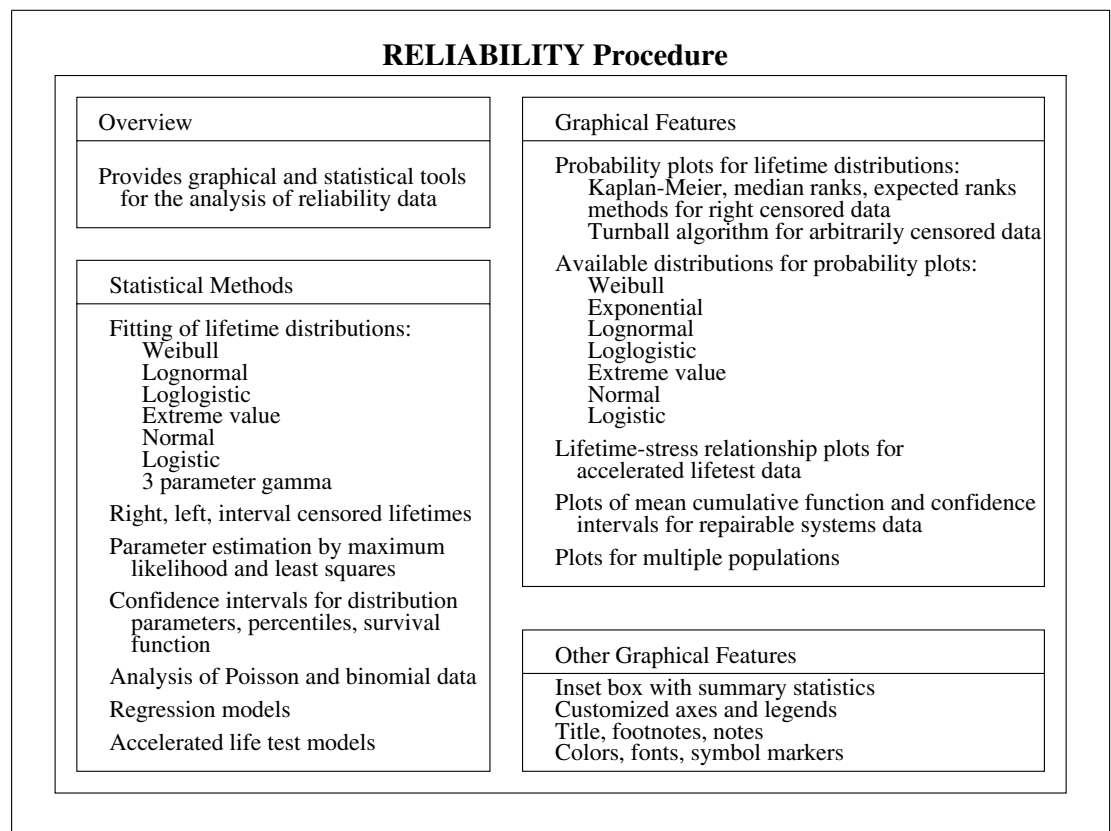 RELIABILITY Procedure
Overview
Provides graphical and statistical tools
for the analysis of reliability data
Statistical Methods
Fitting of lifetime distributions:
Weibull
Lognormal
Loglogistic
Extreme value
Normal
Logistic
3 parameter gamma
Right, left, interval censored lifetimes
Parameter estimation by maximum
likelihood and least squares
Confidence intervals for distribution
parameters, percentiles, survival
function
Analysis of Poisson and binomial data
Regression models
Accelerated life test models
Graphical Features
Probability plots for lifetime distributions:
Kaplan-Meier, median ranks, expected ranks
methods for right censored data
Turnball algorithm for arbitrarily censored data
Available distributions for probability plots:
Weibull
Exponential
Lognormal
Loglogistic
Extreme value
Normal
Logistic
Lifetime-stress relationship plots for
accelerated lifetest data
Plots of mean cumulative function and confidence
intervals for repairable systems data
Plots for multiple populations
Other Graphical Features
Inset box with summary statistics
Customized axes and legends
Title, footnotes, notes
Colors, fonts, symbol markers